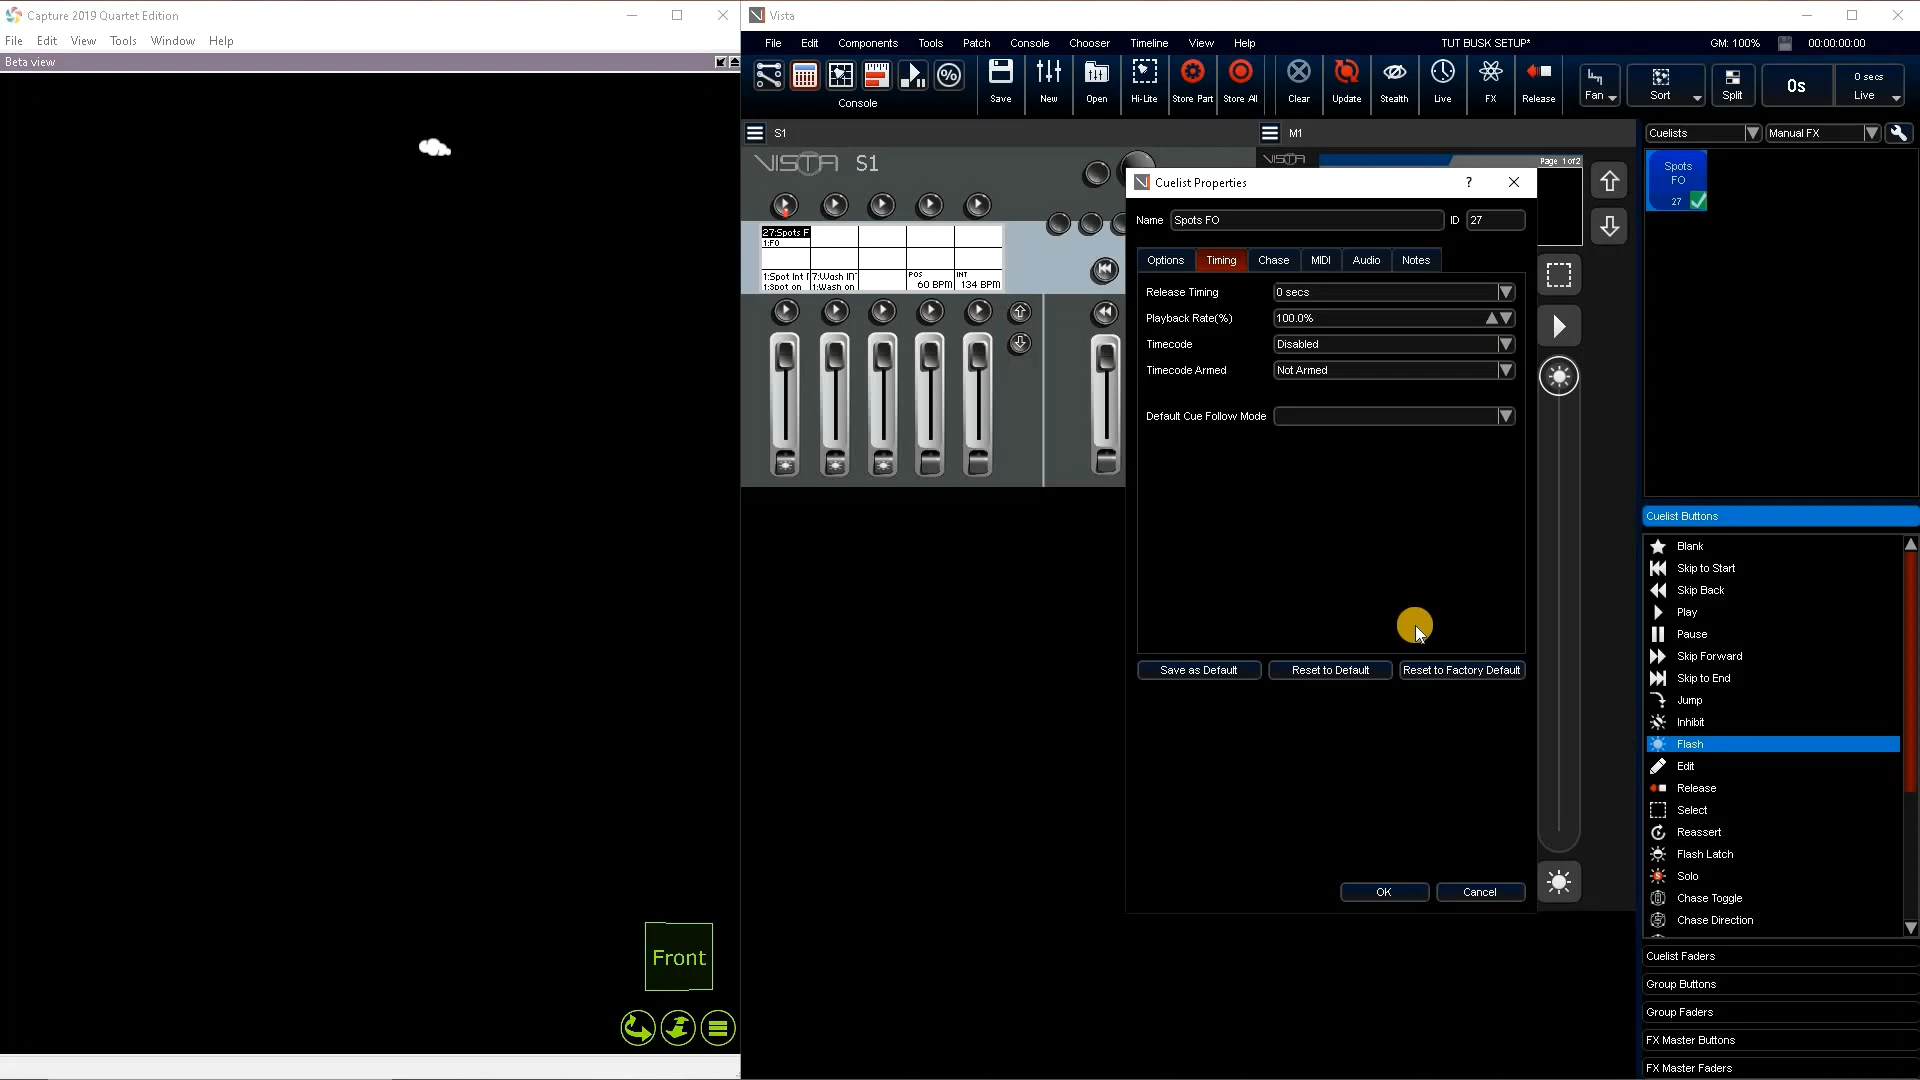 Capture 2019 Quartet Edition
File Edit View Tools Window Help
Beta view
Front
Vista
File Edit Components Tools Patch Console Chooser Timeline View Help TUT BUSK SETUP* GM: 100% 00:00:00:00
Console
Save New Open Hi-Lite Store Part Store All Clear Update Stealth Live FX Release
Fan Sort Split 0s 0 secs
Live
S1
M1
VISTA S1
VISTA
Page 1of2
27:Spots F
1:FO
1:Spot Int
1:Spot on
7:Wash INT
1:Wash on
POS
60 BPM
INT
134 BPM
Cuelist Properties ?
Name Spots FO ID 27
Options Timing Chase MIDI Audio Notes
Release Timing 0 secs
Playback Rate(%) 100.0%
Timecode Disabled
Timecode Armed Not Armed
Default Cue Follow Mode
Save as Default Reset to Default Reset to Factory Default
OK Cancel
Cuelists Manual FX
Spots
FO
27
Cuelist Buttons
Blank
Skip to Start
Skip Back
Play
Pause
Skip Forward
Skip to End
Jump
Inhibit
Flash
Edit
Release
Select
Reassert
Flash Latch
Solo
Chase Toggle
Chase Direction
Cuelist Faders
Group Buttons
Group Faders
FX Master Buttons
FX Master Faders